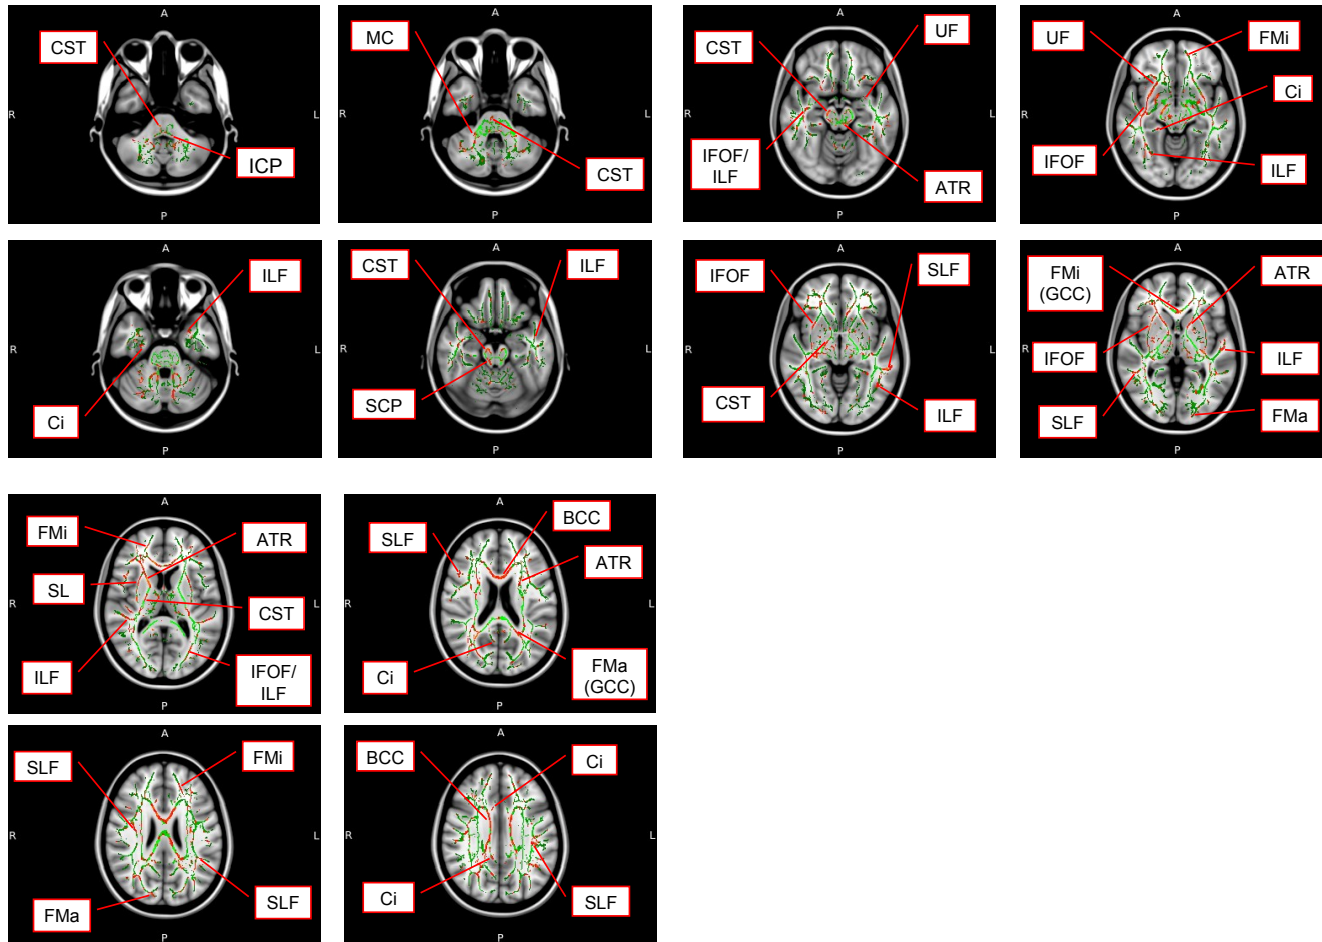 A
CST
R
L
ICP
P
A
MC
CST
P
A
CST
UF
R
L
IFOF/
ILF
ATR
P
A
UF
FMi
Ci
R
L
IFOF
ILF
P
A
ILF
R
L
Ci
P
A
CST
ILF
SCP
P
A
IFOF
SLF
R
L
CST
ILF
P
A
FMi
(GCC)
ATR
R
L
IFOF
ILF
SLF
FMa
P
A
FMi
ATR
SL
R
L
CST
ILF
IFOF/
ILF
P
A
BCC
SLF
ATR
R
L
Ci
FMa
(GCC)
P
A
SLF
FMi
R
L
FMa
SLF
P
A
BCC
Ci
R
L
Ci
SLF
P